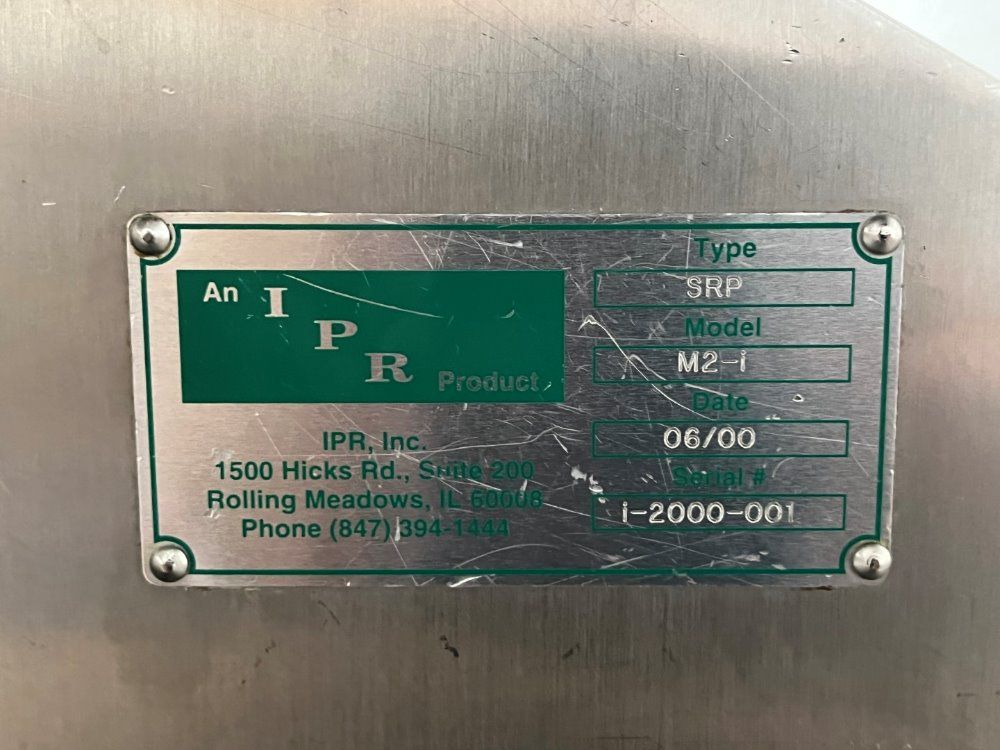 An I
P
R Product
IPR, Inc.
1500 Hicks Rd., Suite 200
Rolling Meadows, IL 60008
Phone (847) 394-1444
Type
SRP
Model
M2-i
Date
06/00
Serial #
i-2000-001